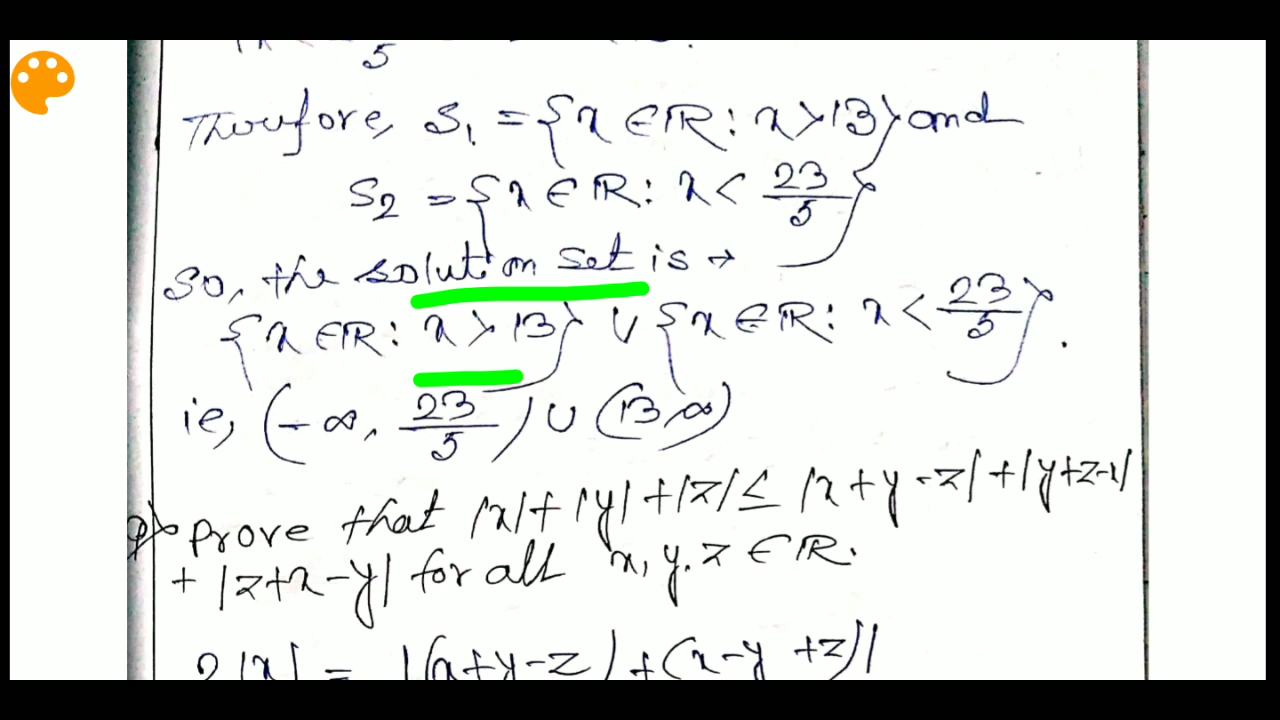 5
Therefore, S₁ = {x ∈ ℝ : x > 13} and
S₂ = {x ∈ ℝ : x < 23/5}
So, the solution set is →
{x ∈ ℝ : x > 13} ∪ {x ∈ ℝ : x < 23/5}.
ie, (-∞, 23/5) ∪ (13, ∞)
Q> Prove that |x| + |y| + |z| ≤ |x + y - z| + |y + z - x|
+ |z + x - y| for all x, y, z ∈ ℝ.
2|x| = |(x + y - z) + (x - y + z)|